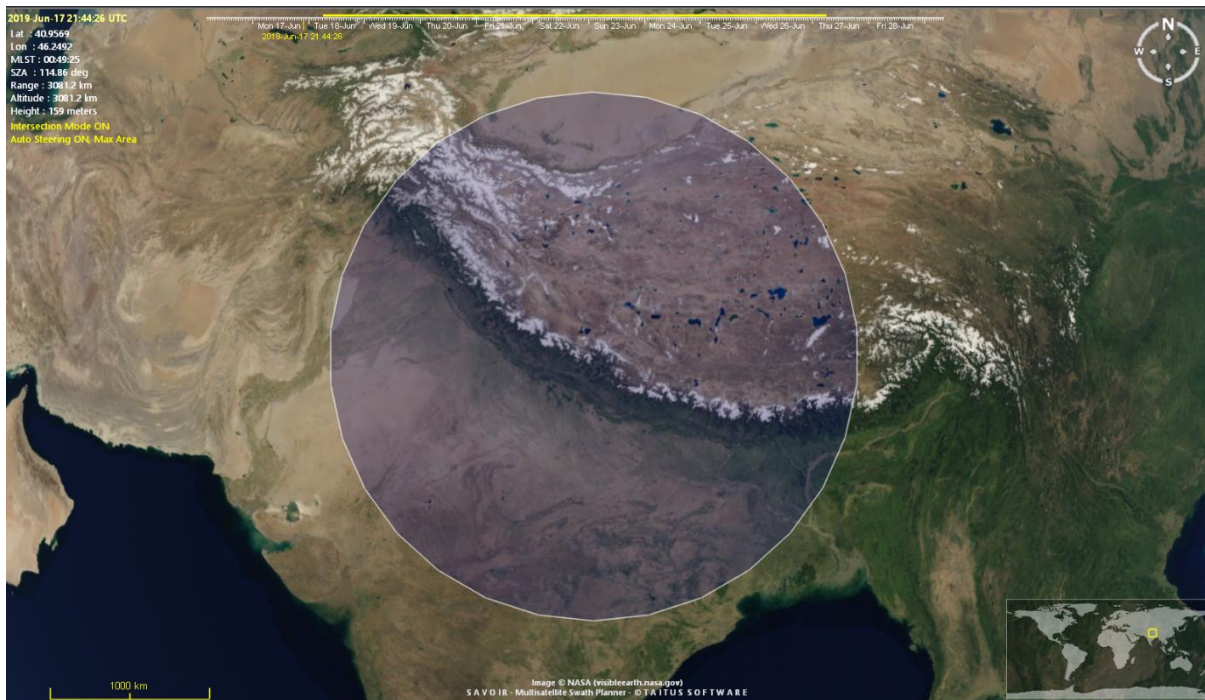 2019-Jun-17 21:44:26 UTC
Lat : 40.9569
Lon : 46.2492
MLST : 00:49:25
SZA : 114.86 deg
Range : 3081.2 km
Altitude : 3081.2 km
Height : 159 meters
Intersection Mode ON
Auto Steering ON, Max Area
Mon 17-Jun Tue 18-Jun Wed 19-Jun Thu 20-Jun Fri 21-Jun Sat 22-Jun Sun 23-Jun Mon 24-Jun Tue 25-Jun Wed 26-Jun Thu 27-Jun Fri 28-Jun
2019-Jun-17 21:44:26
N
W E
S
1000 km
Image © NASA (visibleearth.nasa.gov)
SAVOIR - Multisatellite Swath Planner - © TAITUS SOFTWARE